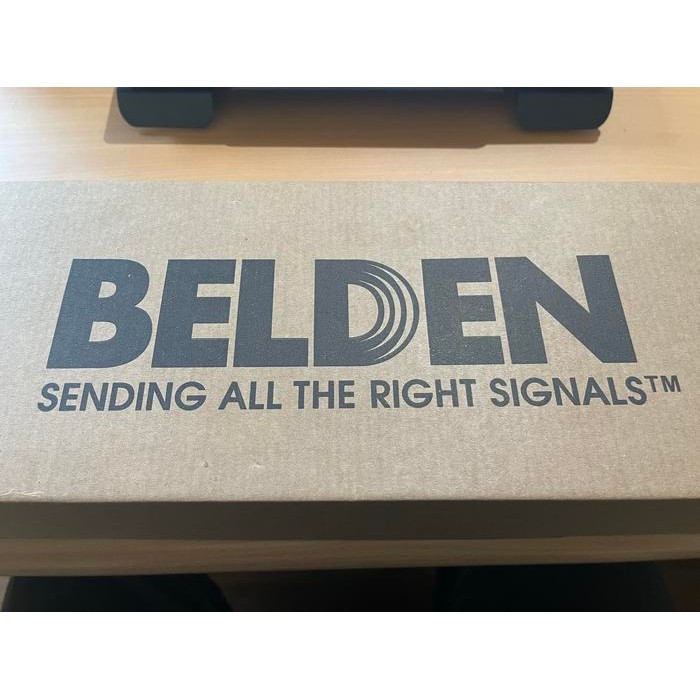 BELDEN
SENDING ALL THE RIGHT SIGNALS™